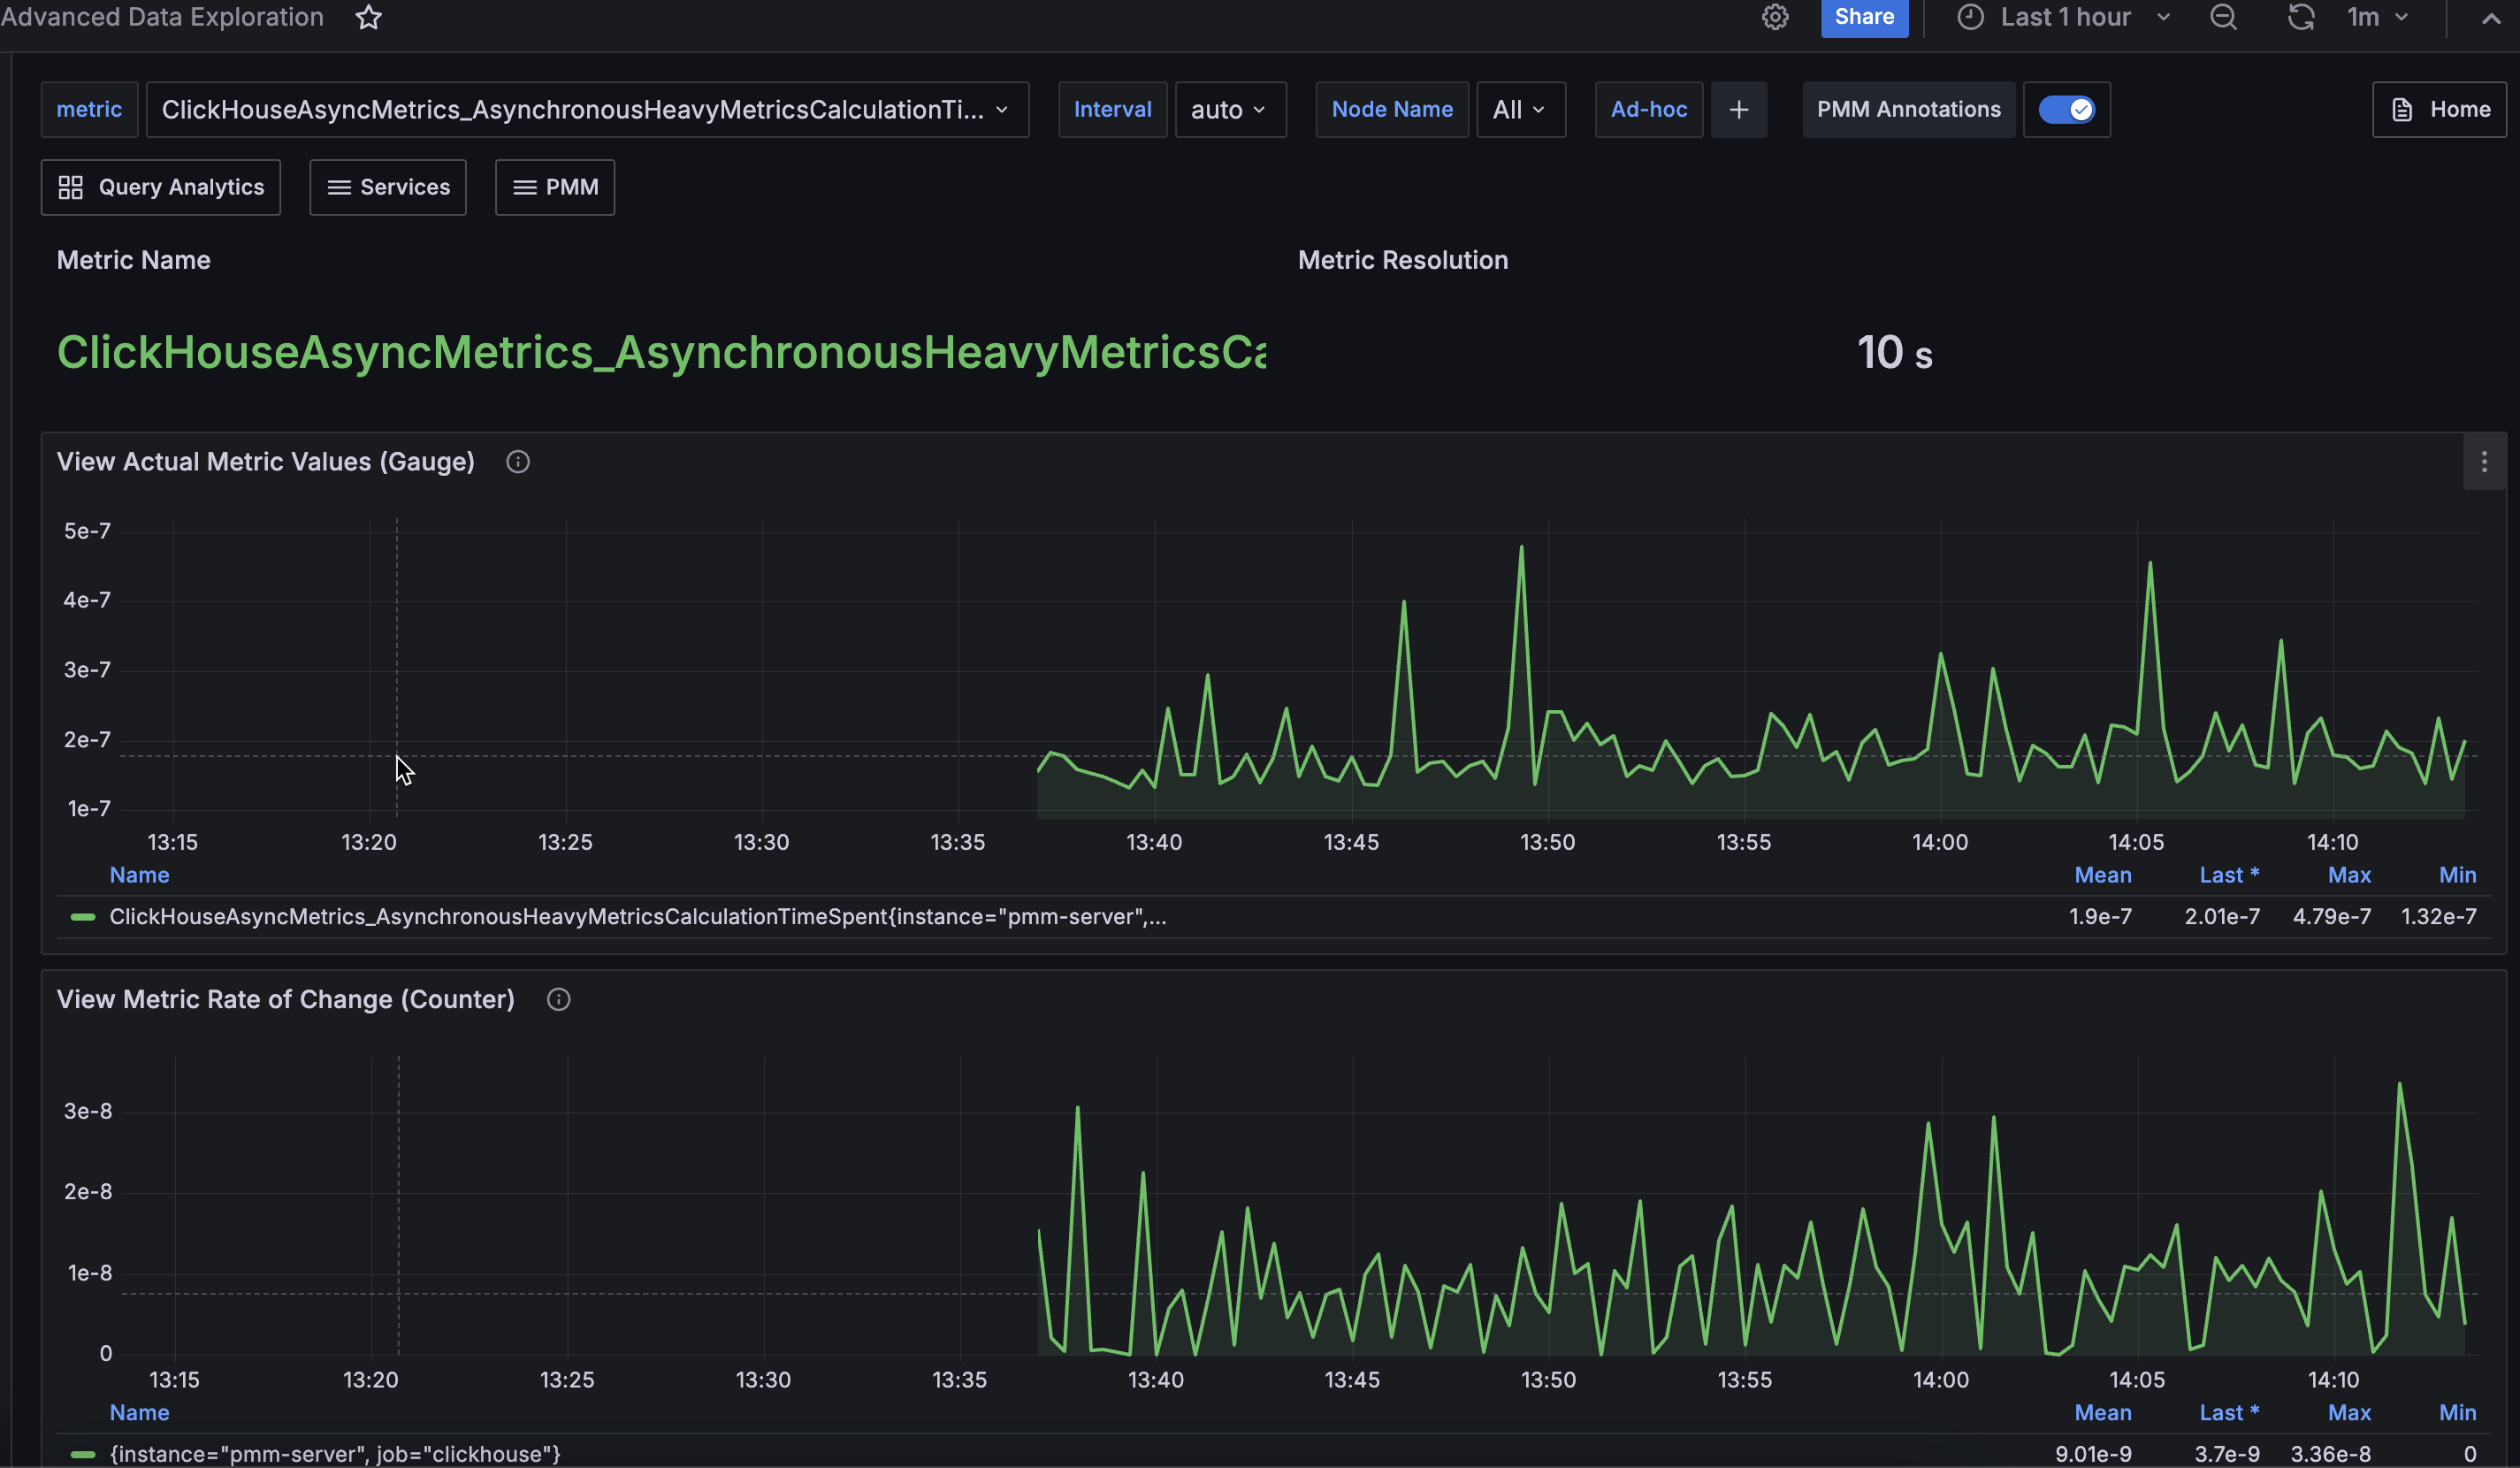 Advanced Data Exploration Share Last 1 hour 1m
metric ClickHouseAsyncMetrics_AsynchronousHeavyMetricsCalculationTi... Interval auto Node Name All Ad-hoc + PMM Annotations Home
Query Analytics Services PMM
Metric Name
ClickHouseAsyncMetrics_AsynchronousHeavyMetricsCa
Metric Resolution
10 s
View Actual Metric Values (Gauge)
5e-7
4e-7
3e-7
2e-7
1e-7
13:15 13:20 13:25 13:30 13:35 13:40 13:45 13:50 13:55 14:00 14:05 14:10
Name Mean Last * Max Min
ClickHouseAsyncMetrics_AsynchronousHeavyMetricsCalculationTimeSpent{instance="pmm-server",... 1.9e-7 2.01e-7 4.79e-7 1.32e-7
View Metric Rate of Change (Counter)
3e-8
2e-8
1e-8
0
13:15 13:20 13:25 13:30 13:35 13:40 13:45 13:50 13:55 14:00 14:05 14:10
Name Mean Last * Max Min
{instance="pmm-server", job="clickhouse"} 9.01e-9 3.7e-9 3.36e-8 0